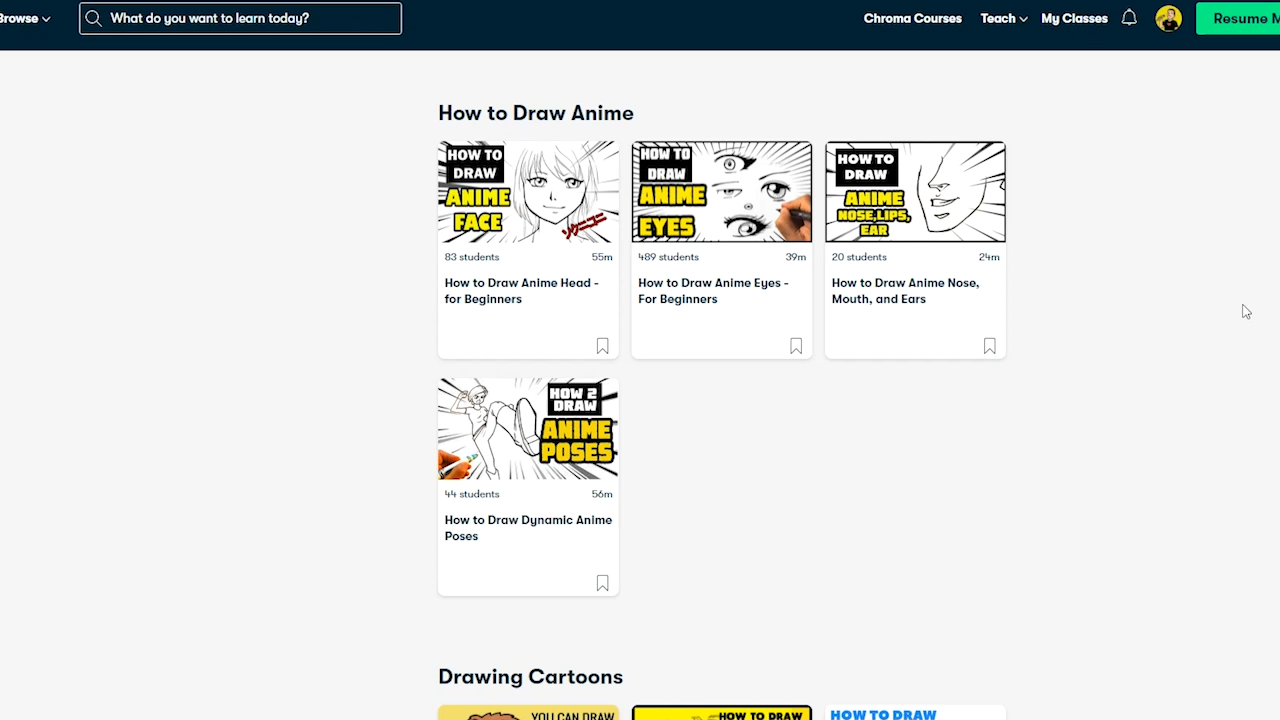 Browse
What do you want to learn today?
Chroma Courses
Teach
My Classes
Resume M
How to Draw Anime
HOW TO
DRAW
ANIME
FACE
83 students
55m
How to Draw Anime Head -
for Beginners
HOW TO
DRAW
ANIME
EYES
489 students
39m
How to Draw Anime Eyes -
For Beginners
HOW TO
DRAW
ANIME
NOSE,LIPS,
EAR
20 students
24m
How to Draw Anime Nose,
Mouth, and Ears
HOW 2
DRAW
ANIME
POSES
44 students
56m
How to Draw Dynamic Anime
Poses
Drawing Cartoons
YOU CAN DRAW
HOW TO DRAW
HOW TO DRAW